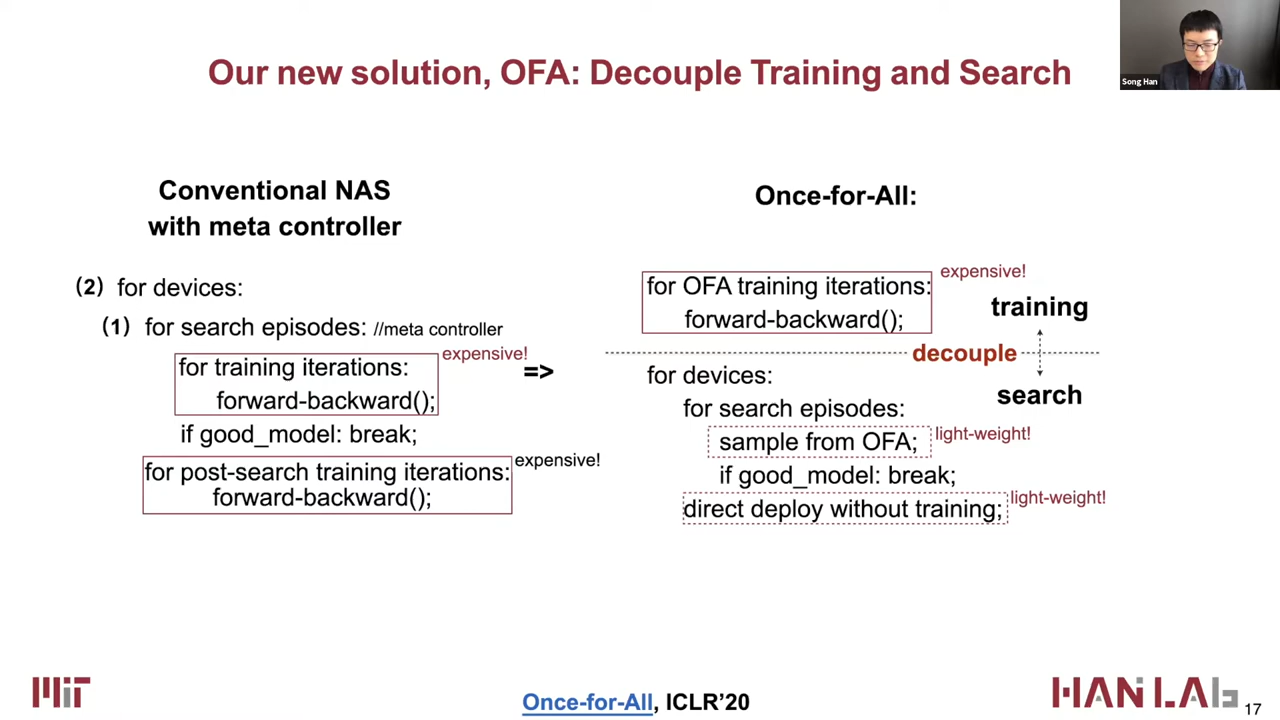 Our new solution, OFA: Decouple Training and Search
Song Han
Conventional NAS
with meta controller
(2) for devices:
(1) for search episodes: //meta controller
for training iterations:
expensive!
forward-backward();
if good_model: break;
for post-search training iterations:
expensive!
forward-backward();
=>
Once-for-All:
for OFA training iterations:
expensive!
forward-backward();
training
decouple
search
for devices:
for search episodes:
sample from OFA;
light-weight!
if good_model: break;
direct deploy without training;
light-weight!
MIT
Once-for-All, ICLR'20
HAN LAB
17